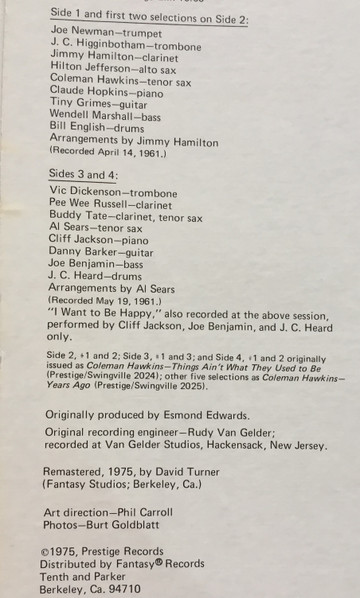 Side 1 and first two selections on Side 2:
Joe Newman—trumpet
J. C. Higginbotham—trombone
Jimmy Hamilton—clarinet
Hilton Jefferson—alto sax
Coleman Hawkins—tenor sax
Claude Hopkins—piano
Tiny Grimes—guitar
Wendell Marshall—bass
Bill English—drums
Arrangements by Jimmy Hamilton
(Recorded April 14, 1961.)
Sides 3 and 4:
Vic Dickenson—trombone
Pee Wee Russell—clarinet
Buddy Tate—clarinet, tenor sax
Al Sears—tenor sax
Cliff Jackson—piano
Danny Barker—guitar
Joe Benjamin—bass
J. C. Heard—drums
Arrangements by Al Sears
(Recorded May 19, 1961.)
"I Want to Be Happy," also recorded at the above session,
performed by Cliff Jackson, Joe Benjamin, and J. C. Heard
only.
Side 2, #1 and 2; Side 3, #1 and 3; and Side 4, #1 and 2 originally
issued as Coleman Hawkins—Things Ain't What They Used to Be
(Prestige/Swingville 2024); other five selections as Coleman Hawkins—
Years Ago (Prestige/Swingville 2025).
Originally produced by Esmond Edwards.
Original recording engineer—Rudy Van Gelder;
recorded at Van Gelder Studios, Hackensack, New Jersey.
Remastered, 1975, by David Turner
(Fantasy Studios; Berkeley, Ca.)
Art direction—Phil Carroll
Photos—Burt Goldblatt
©1975, Prestige Records
Distributed by Fantasy® Records
Tenth and Parker
Berkeley, Ca. 94710